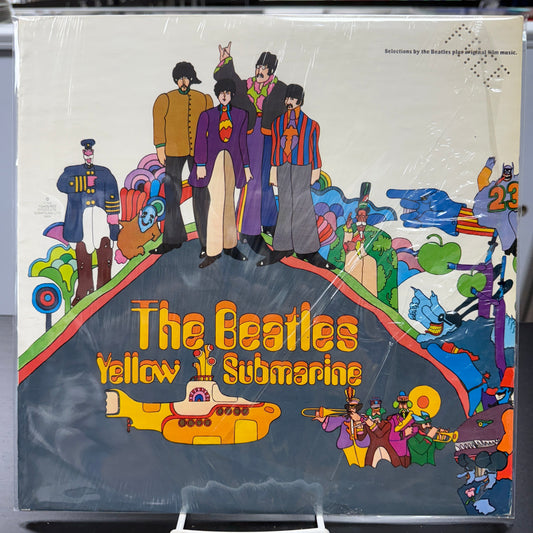 Selections by the Beatles plus original film music.
23
The Beatles
Yellow Submarine